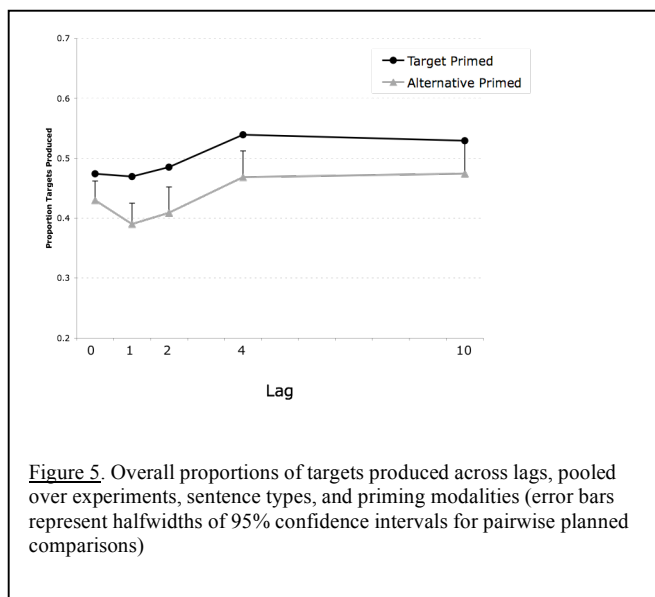 0.7
Target Primed
Alternative Primed
0.6
0.5
0.4
0.3
0.2
Proportion Targets Produced
0 1 2 4 10
Lag
Figure 5. Overall proportions of targets produced across lags, pooled
over experiments, sentence types, and priming modalities (error bars
represent halfwidths of 95% confidence intervals for pairwise planned
comparisons)